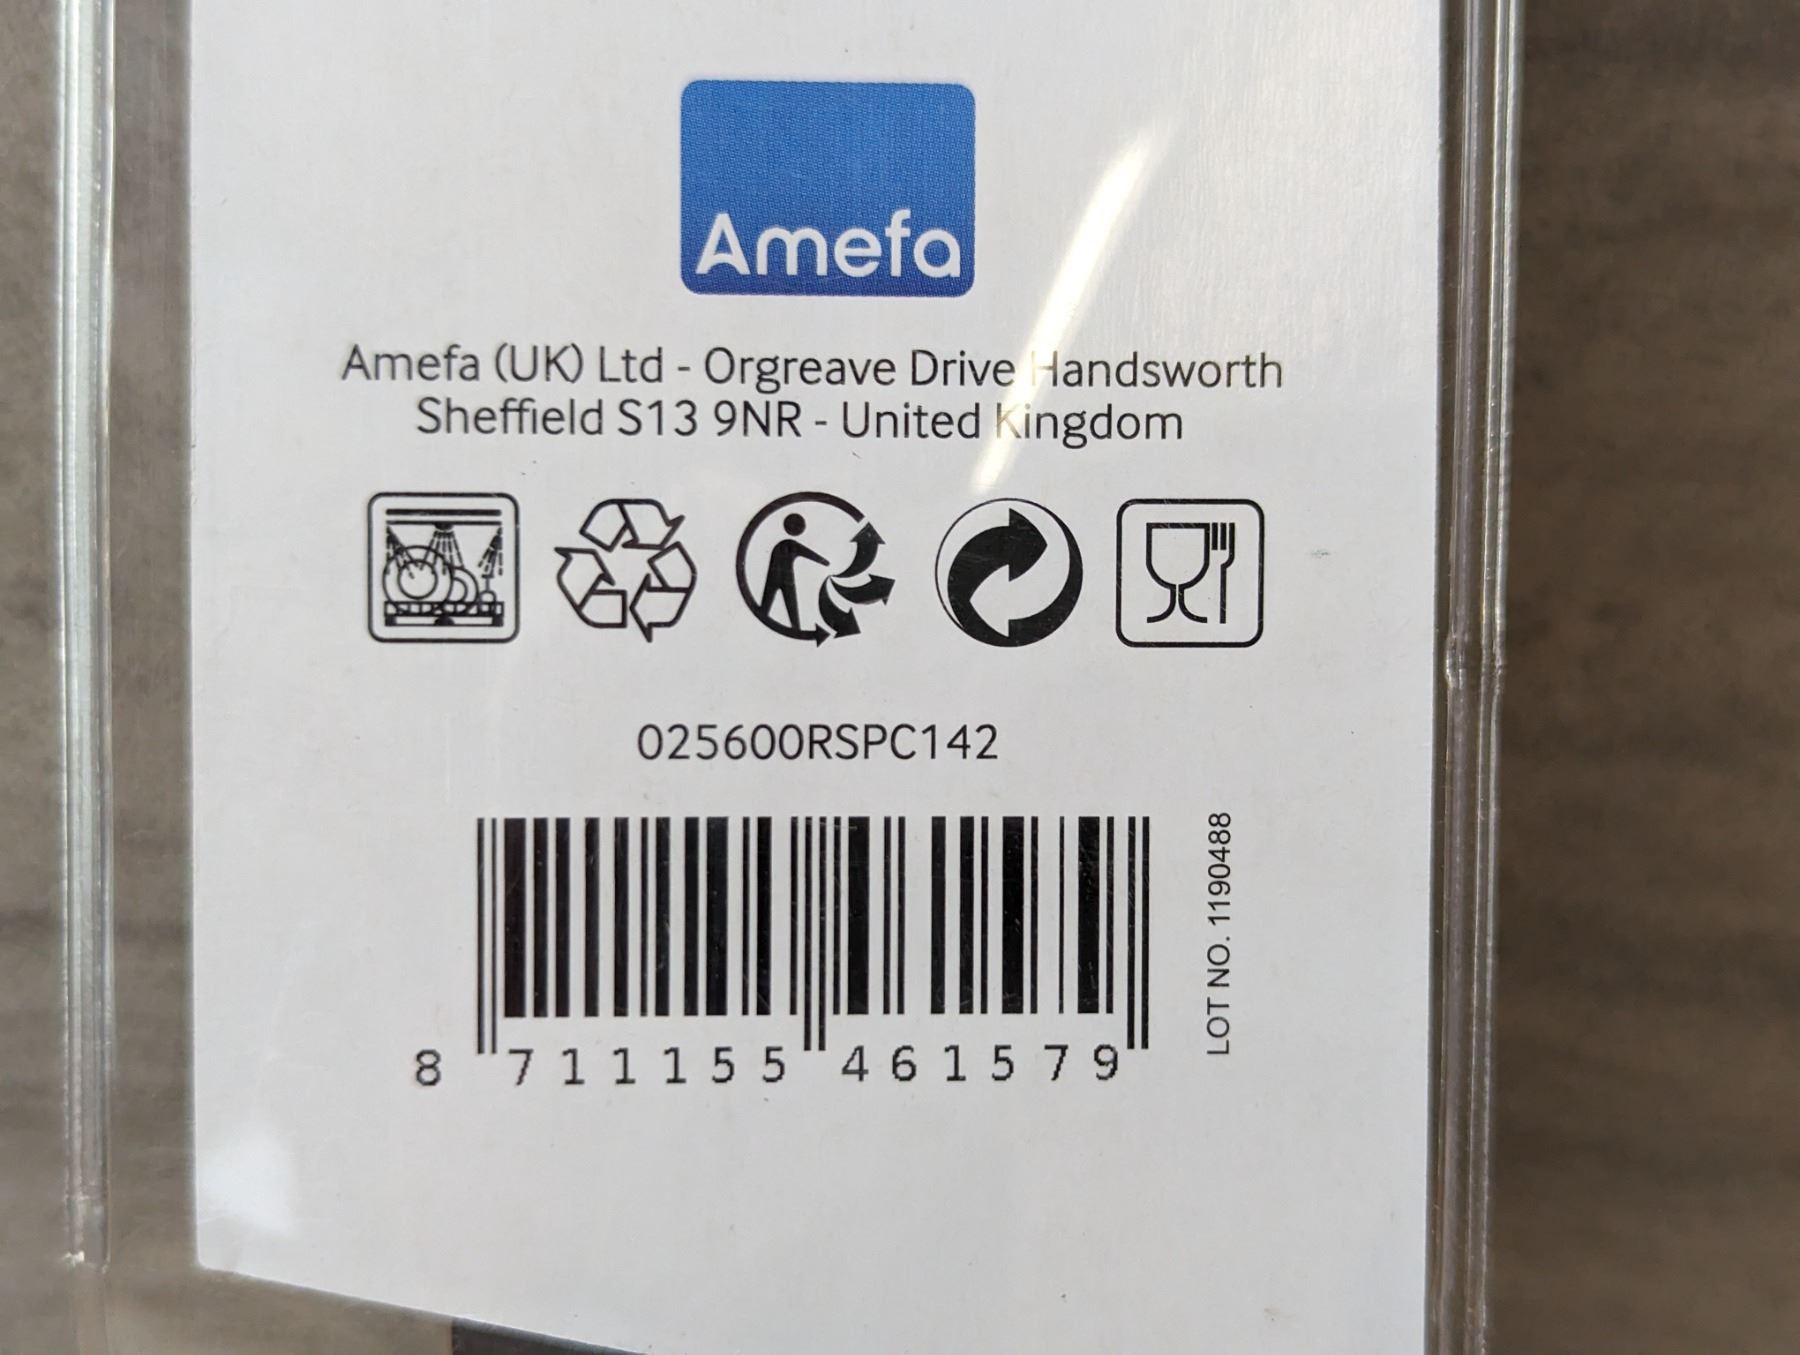 Amefa
Amefa (UK) Ltd - Orgreave Drive Handsworth
Sheffield S13 9NR - United Kingdom
025600RSPC142
LOT NO. 1190488
8 711155 461579